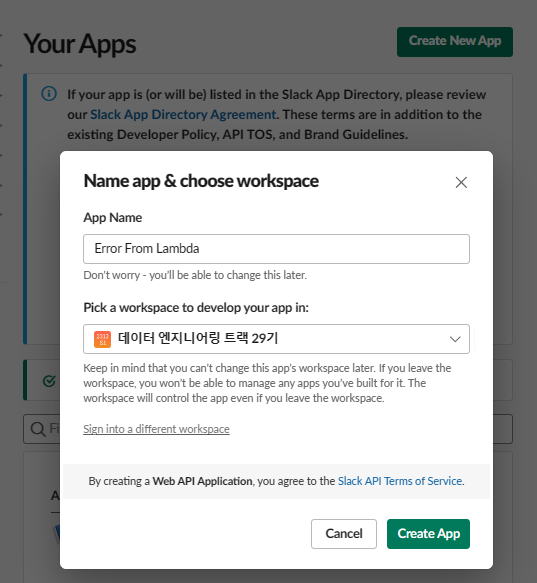 Your Apps
Create New App
If your app is (or will be) listed in the Slack App Directory, please review
our Slack App Directory Agreement. These terms are in addition to the
existing Developer Policy, API TOS, and Brand Guidelines.
Name app & choose workspace
App Name
Error From Lambda
Don't worry - you'll be able to change this later.
Pick a workspace to develop your app in:
데이터 엔지니어링 트랙 29기
Keep in mind that you can't change this app's workspace later. If you leave the
workspace, you won't be able to manage any apps you've built for it. The
workspace will control the app even if you leave the workspace.
Sign into a different workspace
By creating a Web API Application, you agree to the Slack API Terms of Service.
Cancel
Create App